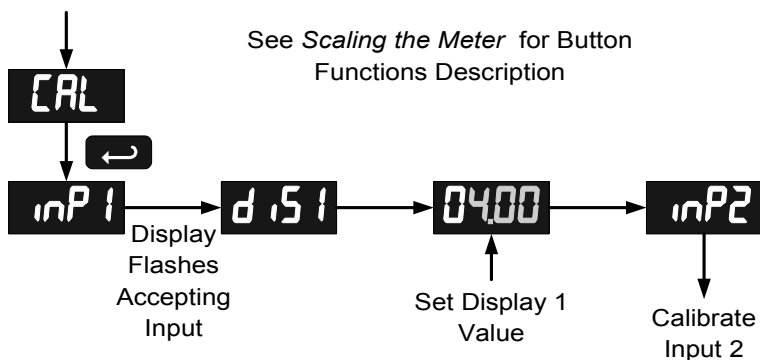 See Scaling the Meter for Button
Functions Description
CAL
inP1
diS1
04.00
inP2
Display
Flashes
Accepting
Input
Set Display 1
Value
Calibrate
Input 2